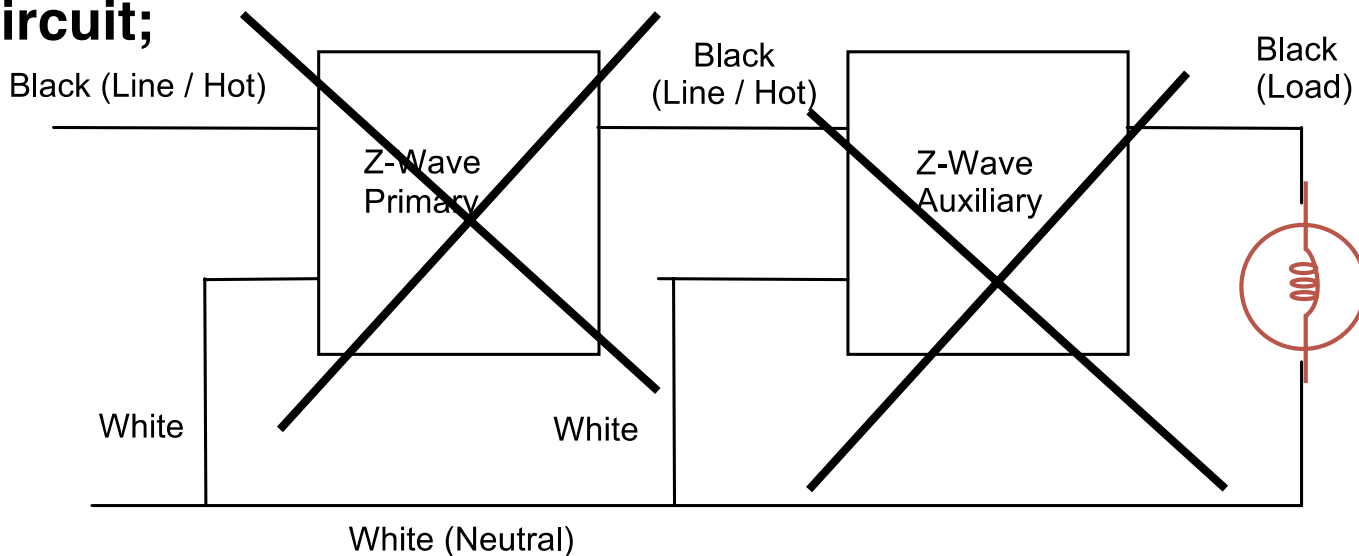 ircuit;
Black (Line / Hot)
Black
(Line / Hot)
Black
(Load)
Z-Wave
Primary
Z-Wave
Auxiliary
White
White
White (Neutral)